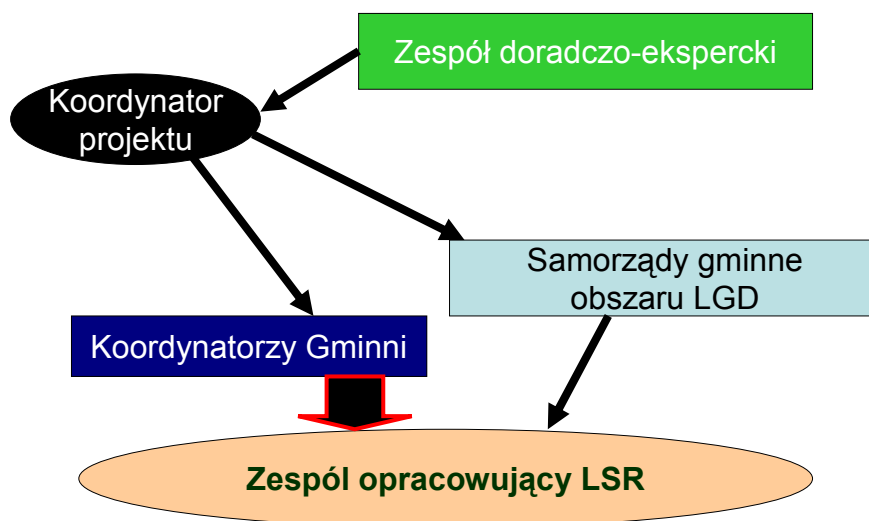 Zespół doradczo-ekspercki
Koordynator
projektu
Samorządy gminne
obszaru LGD
Koordynatorzy Gminni
Zespól opracowujący LSR